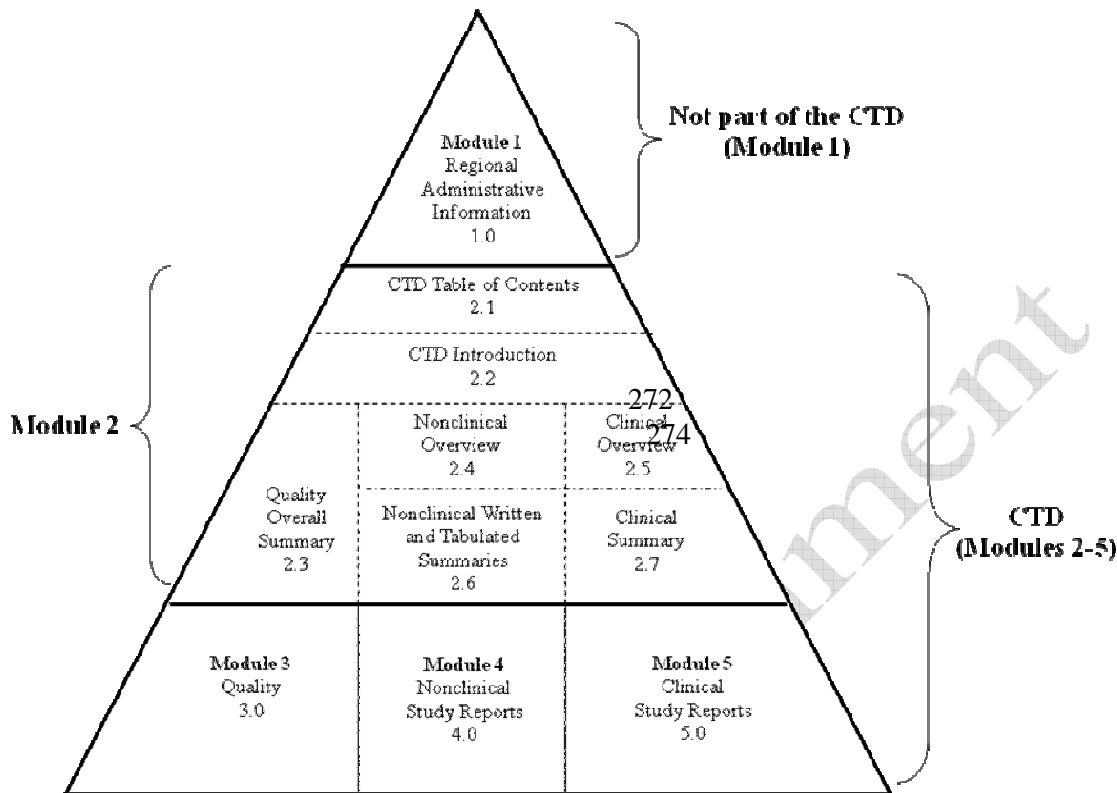 Module 1
Regional
Administrative
Information
1.0
Not part of the CTD
(Module 1)
CTD Table of Contents
2.1
CTD Introduction
2.2
272
274
Module 2
Nonclinical
Overview
2.4
Clinical
Overview
2.5
Quality
Overall
Summary
2.3
Nonclinical Written
and Tabulated
Summaries
2.6
Clinical
Summary
2.7
CTD
(Modules 2-5)
Module 3
Quality
3.0
Module 4
Nonclinical
Study Reports
4.0
Module 5
Clinical
Study Reports
5.0